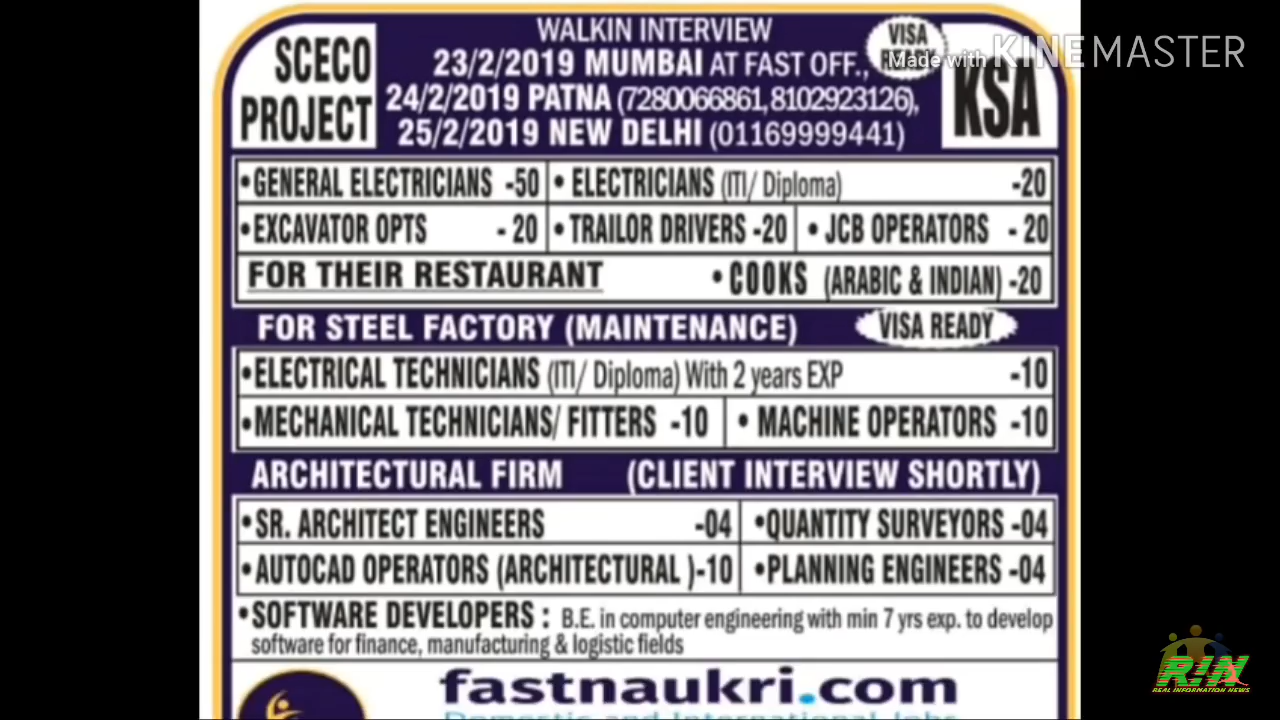 WALKIN INTERVIEW
SCECO PROJECT
23/2/2019 MUMBAI AT FAST OFF.,
24/2/2019 PATNA (7280066861, 8102923126),
25/2/2019 NEW DELHI (01169999441)
VISA
KSA
Made with KINEMASTER
•GENERAL ELECTRICIANS -50 • ELECTRICIANS (ITI/ Diploma) -20
•EXCAVATOR OPTS - 20 • TRAILOR DRIVERS -20 • JCB OPERATORS - 20
FOR THEIR RESTAURANT • COOKS (ARABIC & INDIAN) -20
FOR STEEL FACTORY (MAINTENANCE) VISA READY
•ELECTRICAL TECHNICIANS (ITI/ Diploma) With 2 years EXP -10
•MECHANICAL TECHNICIANS/ FITTERS -10 • MACHINE OPERATORS -10
ARCHITECTURAL FIRM (CLIENT INTERVIEW SHORTLY)
•SR. ARCHITECT ENGINEERS -04 •QUANTITY SURVEYORS -04
•AUTOCAD OPERATORS (ARCHITECTURAL )-10 •PLANNING ENGINEERS -04
•SOFTWARE DEVELOPERS : B.E. in computer engineering with min 7 yrs exp. to develop
software for finance, manufacturing & logistic fields
fastnaukri.com
Domestic and International Jobs
RIN
REAL INFORMATION NEWS